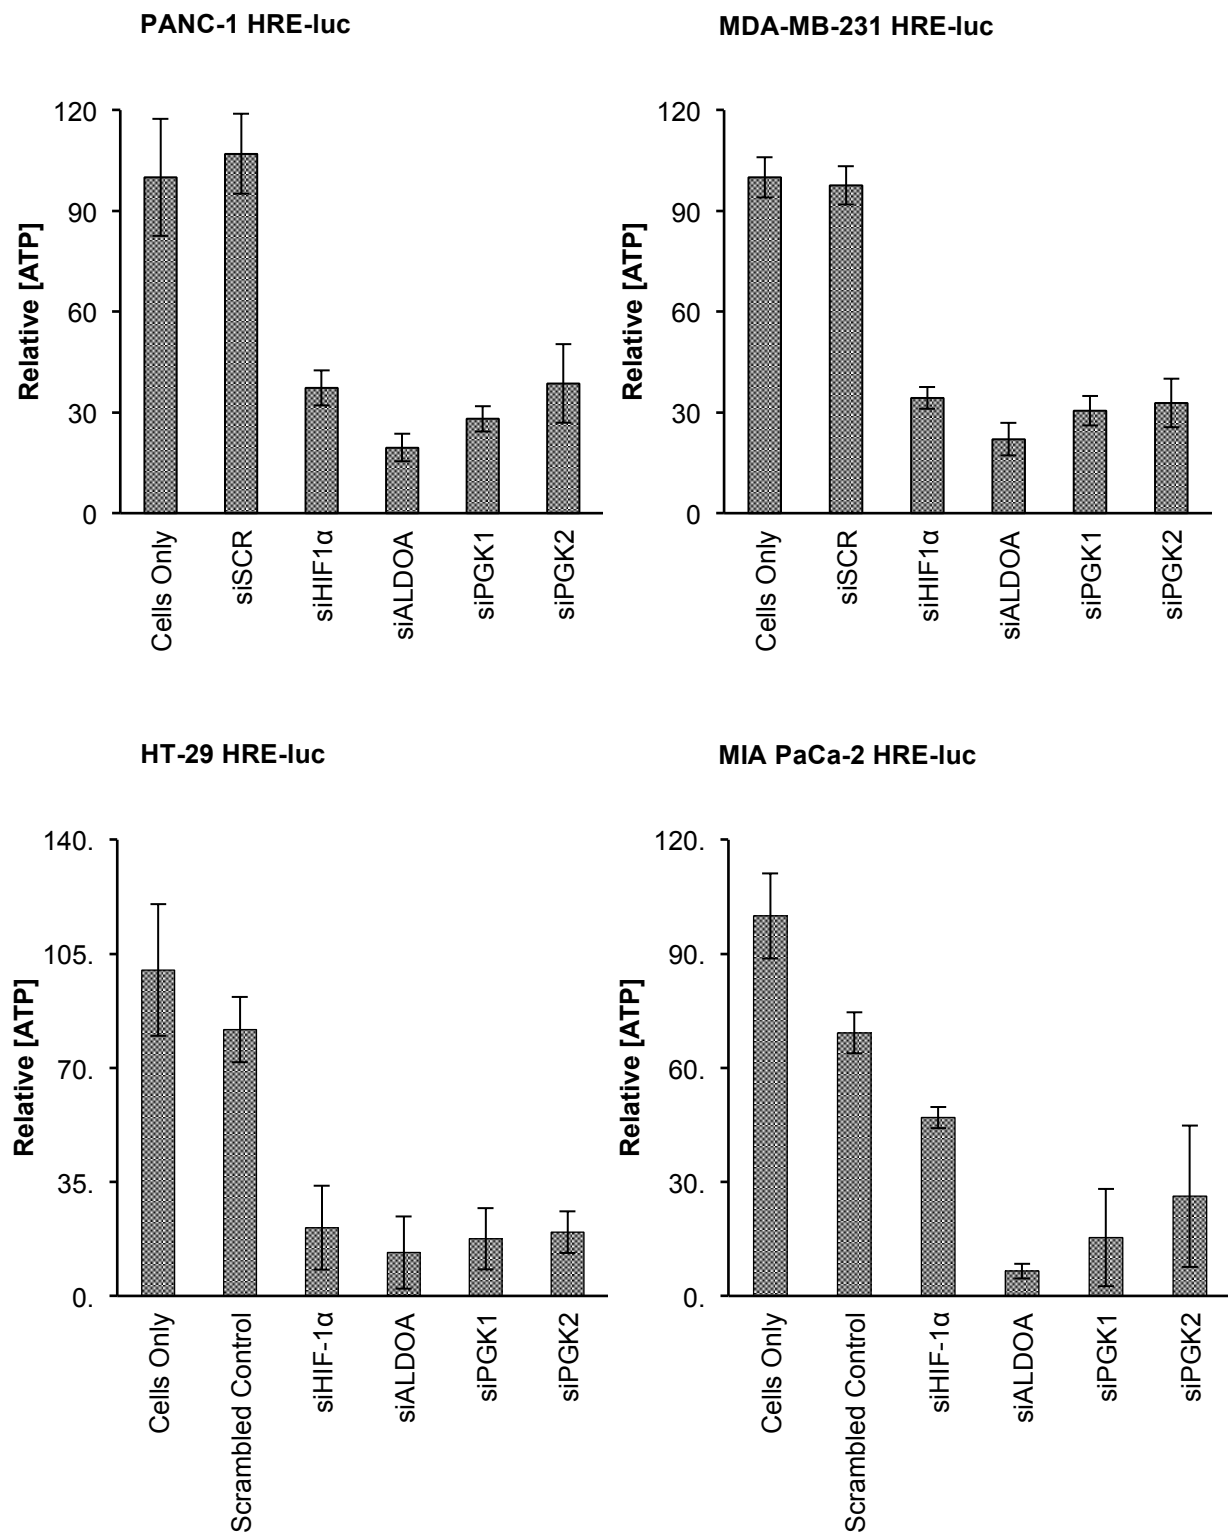 PANC-1 HRE-luc
Relative [ATP]
120
90
60
30
0
Cells Only
siSCR
siHIF1α
siALDOA
siPGK1
siPGK2
MDA-MB-231 HRE-luc
Relative [ATP]
120
90
60
30
0
Cells Only
siSCR
siHIF1α
siALDOA
siPGK1
siPGK2
HT-29 HRE-luc
Relative [ATP]
140.
105.
70.
35.
0.
Cells Only
Scrambled Control
siHIF-1α
siALDOA
siPGK1
siPGK2
MIA PaCa-2 HRE-luc
Relative [ATP]
120.
90.
60.
30.
0.
Cells Only
Scrambled Control
siHIF-1α
siALDOA
siPGK1
siPGK2